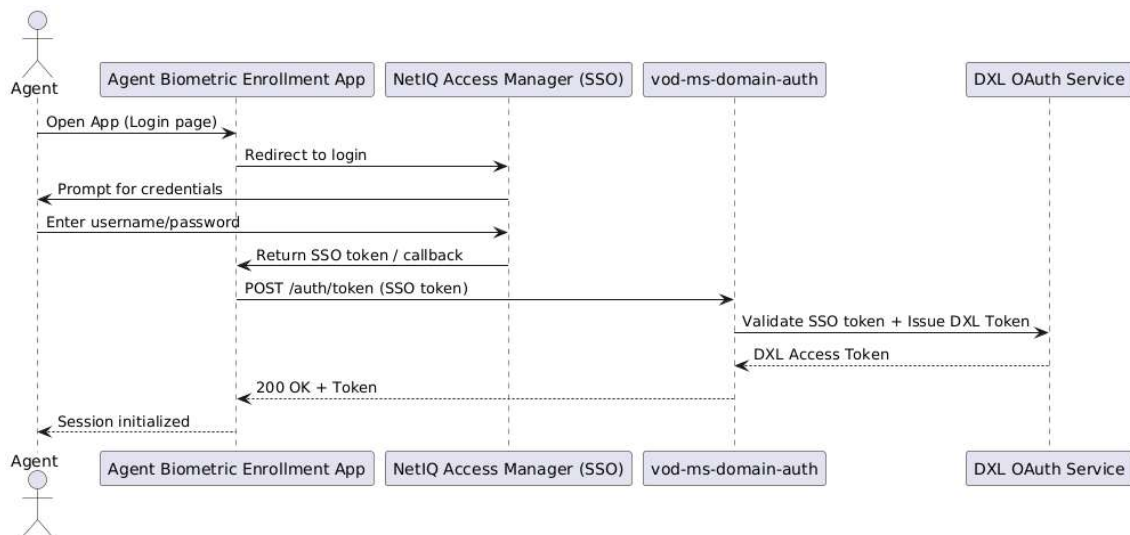 Agent
Agent Biometric Enrollment App
NetIQ Access Manager (SSO)
vod-ms-domain-auth
DXL OAuth Service
Open App (Login page)
Redirect to login
Prompt for credentials
Enter username/password
Return SSO token / callback
POST /auth/token (SSO token)
Validate SSO token + Issue DXL Token
DXL Access Token
200 OK + Token
Session initialized
Agent
Agent Biometric Enrollment App
NetIQ Access Manager (SSO)
vod-ms-domain-auth
DXL OAuth Service